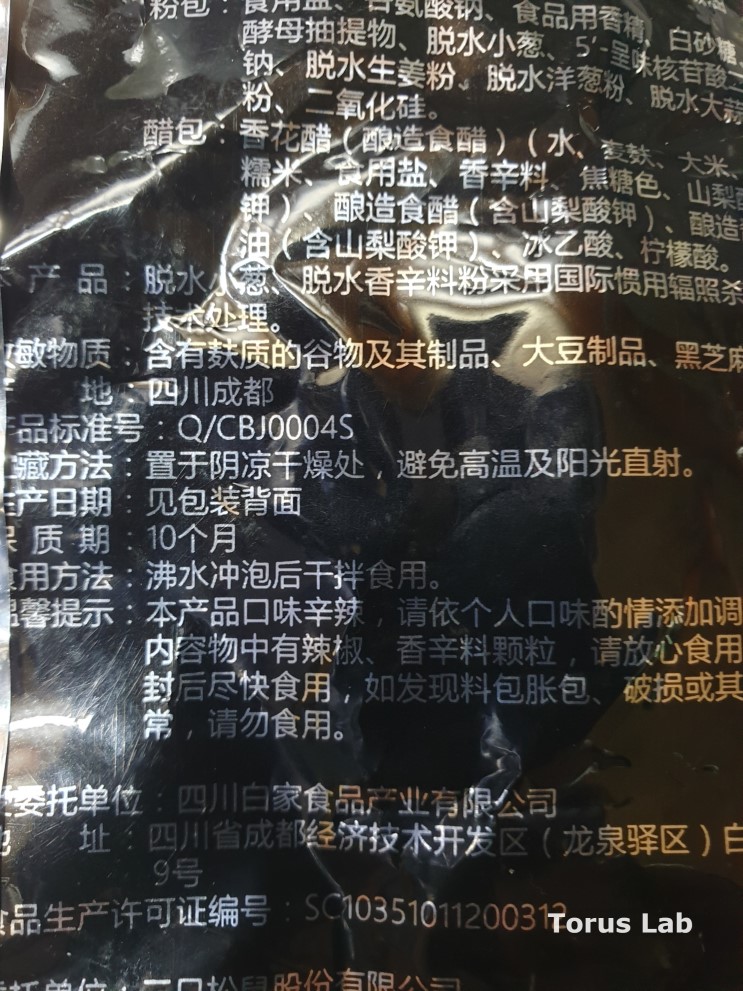 粉包：食用盐、谷氨酸钠、食品用香精、白砂糖、
酵母抽提物、脱水小葱、5'-呈味核苷酸二
钠、脱水生姜粉、脱水洋葱粉、脱水大蒜
粉、二氧化硅。
醋包：香花醋（酿造食醋）（水、麦麸、大米、
糯米、食用盐、香辛料、焦糖色、山梨酸
钾）、酿造食醋（含山梨酸钾）、酿造
油（含山梨酸钾）、冰乙酸、柠檬酸。
本产品：脱水小葱、脱水香辛料粉采用国际惯用辐照杀
技术处理。
敏物质：含有麸质的谷物及其制品、大豆制品、黑芝麻
地：四川成都
品标准号：Q/CBJ0004S
藏方法：置于阴凉干燥处，避免高温及阳光直射。
生产日期：见包装背面
保质期：10个月
食用方法：沸水冲泡后干拌食用。
温馨提示：本产品口味辛辣，请依个人口味酌情添加调
内容物中有辣椒、香辛料颗粒，请放心食用
封后尽快食用，如发现料包胀包、破损或其
常，请勿食用。
委托单位：四川白家食品产业有限公司
地址：四川省成都经济技术开发区（龙泉驿区）白
9号
食品生产许可证编号：SC10351011200312
托单位：三只松鼠股份有限公司
Torus Lab